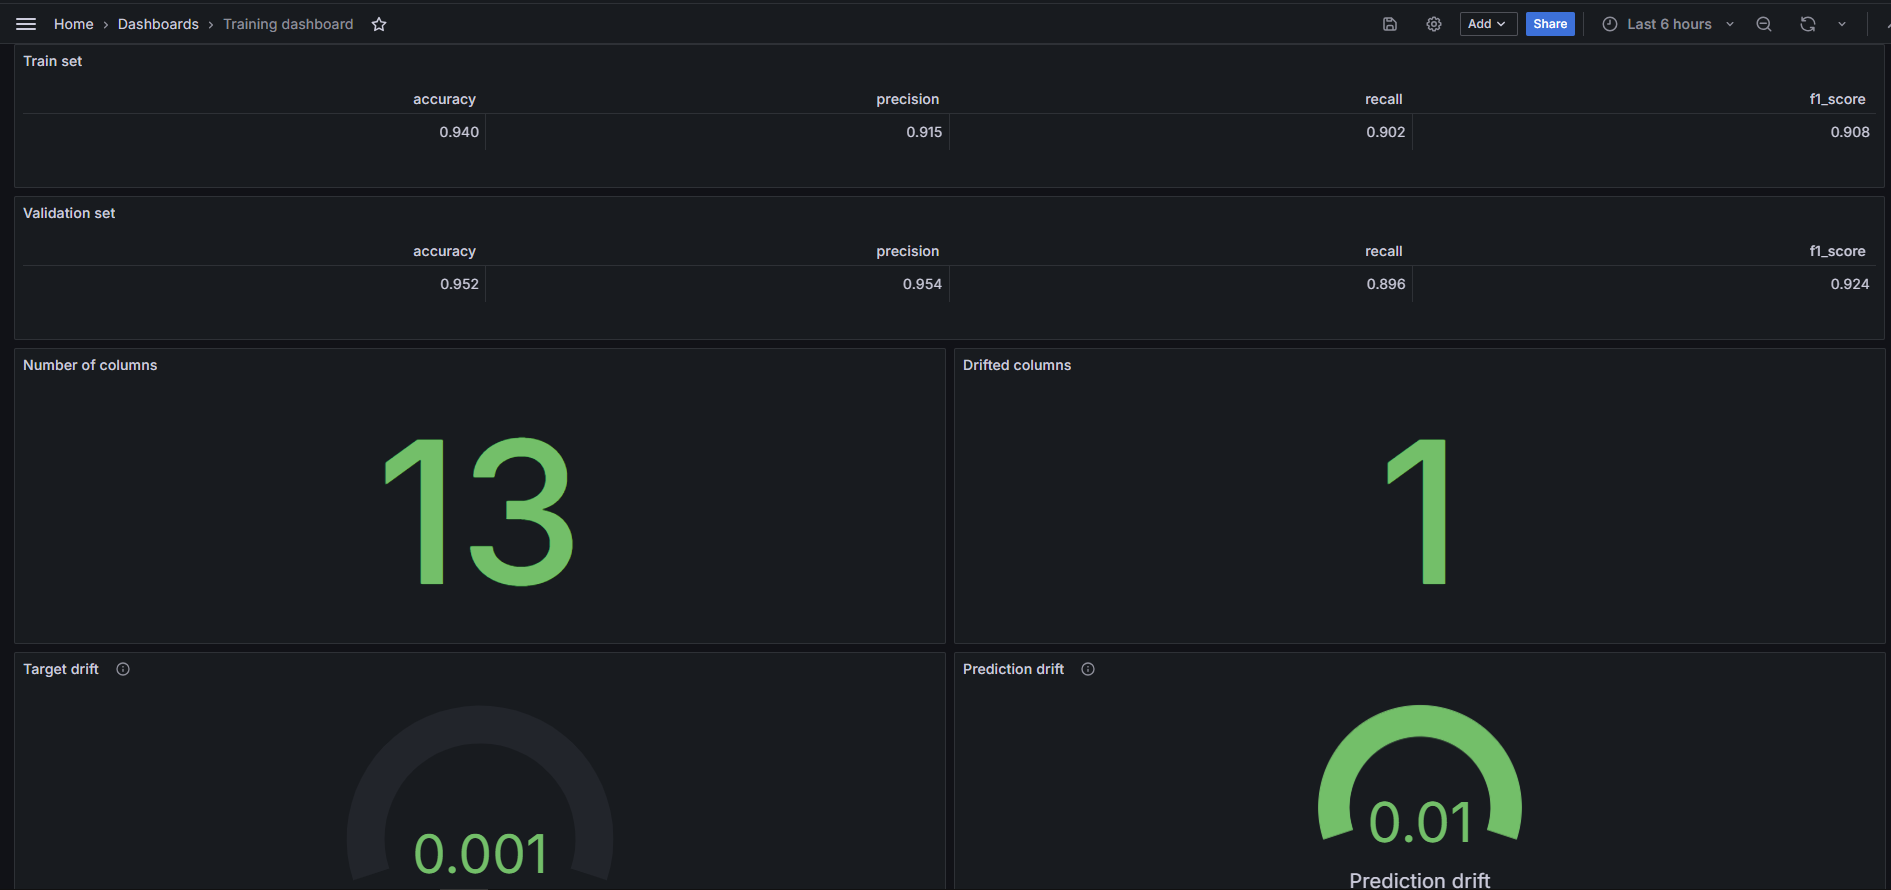 Home › Dashboards › Training dashboard
Add
Share
Last 6 hours
Train set
accuracy precision recall f1_score
0.940 0.915 0.902 0.908
Validation set
accuracy precision recall f1_score
0.952 0.954 0.896 0.924
Number of columns
13
Drifted columns
1
Target drift
0.001
Prediction drift
0.01
Prediction drift